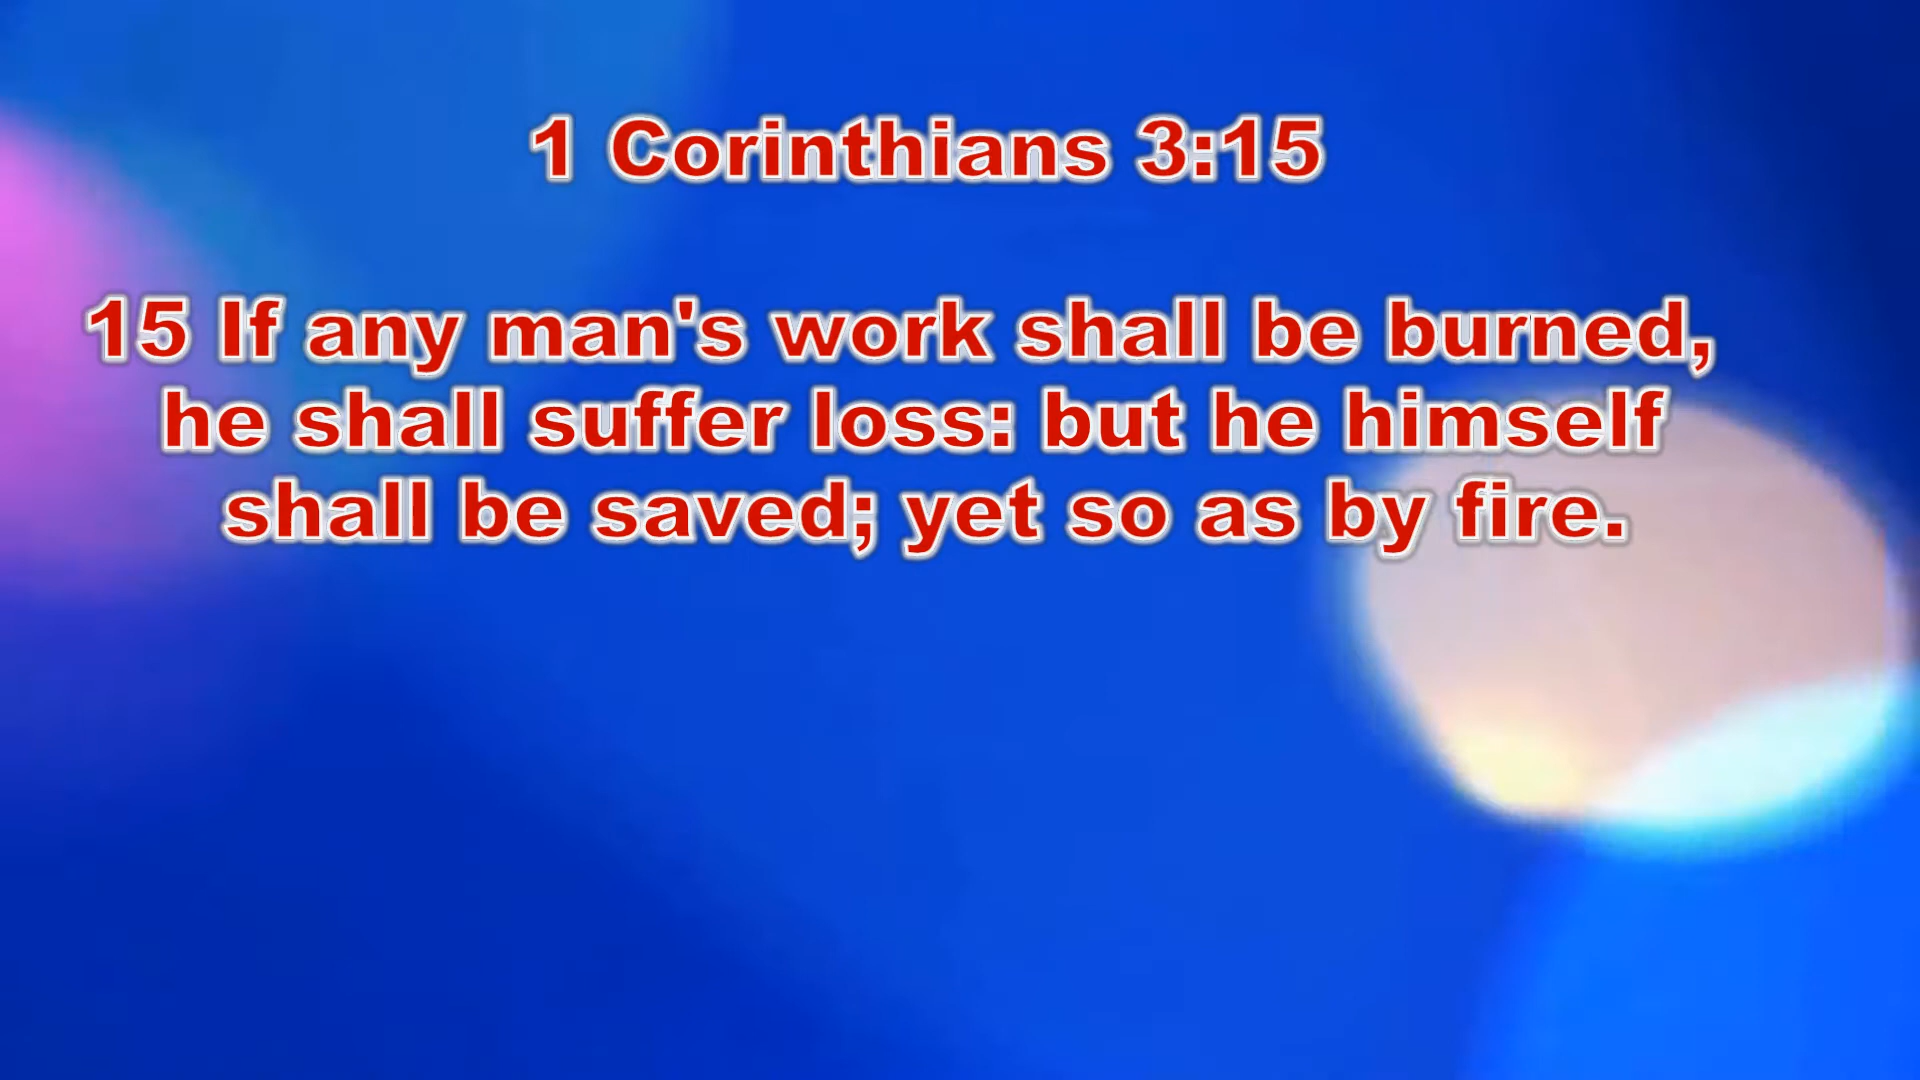 1 Corinthians 3:15
15 If any man's work shall be burned,
he shall suffer loss: but he himself
shall be saved; yet so as by fire.